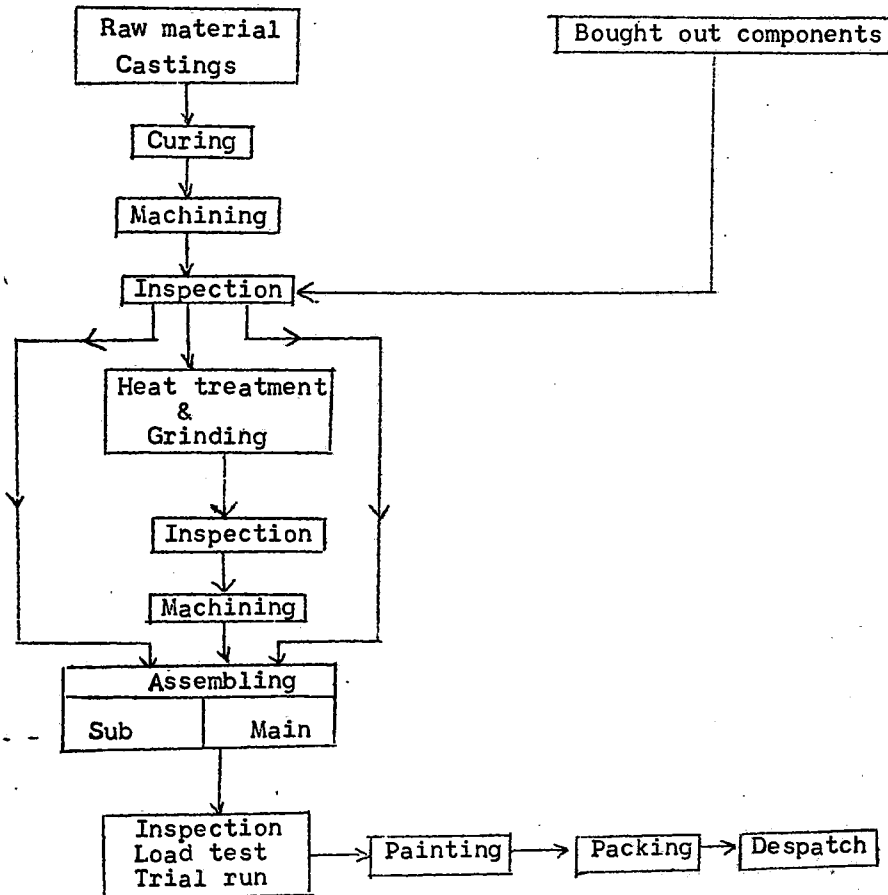 Raw material
Castings
Bought out components
Curing
Machining
Inspection
Heat treatment
&
Grinding
Inspection
Machining
Assembling
Sub
Main
Inspection
Load test
Trial run
Painting
Packing
Despatch